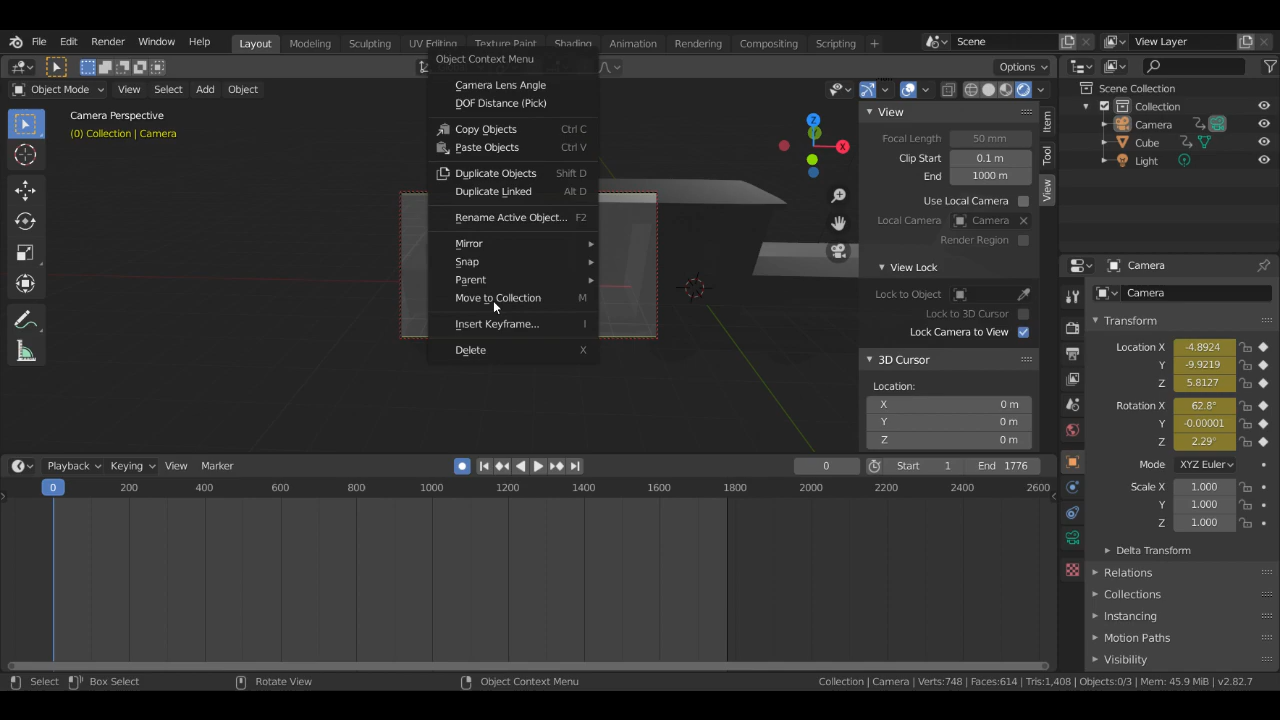 File Edit Render Window Help Layout Modeling Sculpting UV Editing Texture Paint Shading Animation Rendering Compositing Scripting + Scene View Layer
Options
Object Mode View Select Add Object
Camera Perspective
(0) Collection | Camera
Object Context Menu
Camera Lens Angle
DOF Distance (Pick)
Copy Objects Ctrl C
Paste Objects Ctrl V
Duplicate Objects Shift D
Duplicate Linked Alt D
Rename Active Object... F2
Mirror
Snap
Parent
Move to Collection M
Insert Keyframe... I
Delete X
Z
X
View
Focal Length 50 mm
Clip Start 0.1 m
End 1000 m
Use Local Camera
Local Camera Camera
Render Region
View Lock
Lock to Object
Lock to 3D Cursor
Lock Camera to View
3D Cursor
Location:
X 0 m
Y 0 m
Z 0 m
Item
Tool
View
Scene Collection
Collection
Camera
Cube
Light
Camera
Camera
Transform
Location X -4.8924
Y -9.9219
Z 5.8127
Rotation X 62.8°
Y -0.00001
Z 2.29°
Mode XYZ Euler
Scale X 1.000
Y 1.000
Z 1.000
Delta Transform
Relations
Collections
Instancing
Motion Paths
Visibility
Playback Keying View Marker 0 Start 1 End 1776
0 200 400 600 800 1000 1200 1400 1600 1800 2000 2200 2400 2600
Select Box Select Rotate View Object Context Menu Collection | Camera | Verts:748 | Faces:614 | Tris:1,408 | Objects:0/3 | Mem: 45.9 MiB | v2.82.7